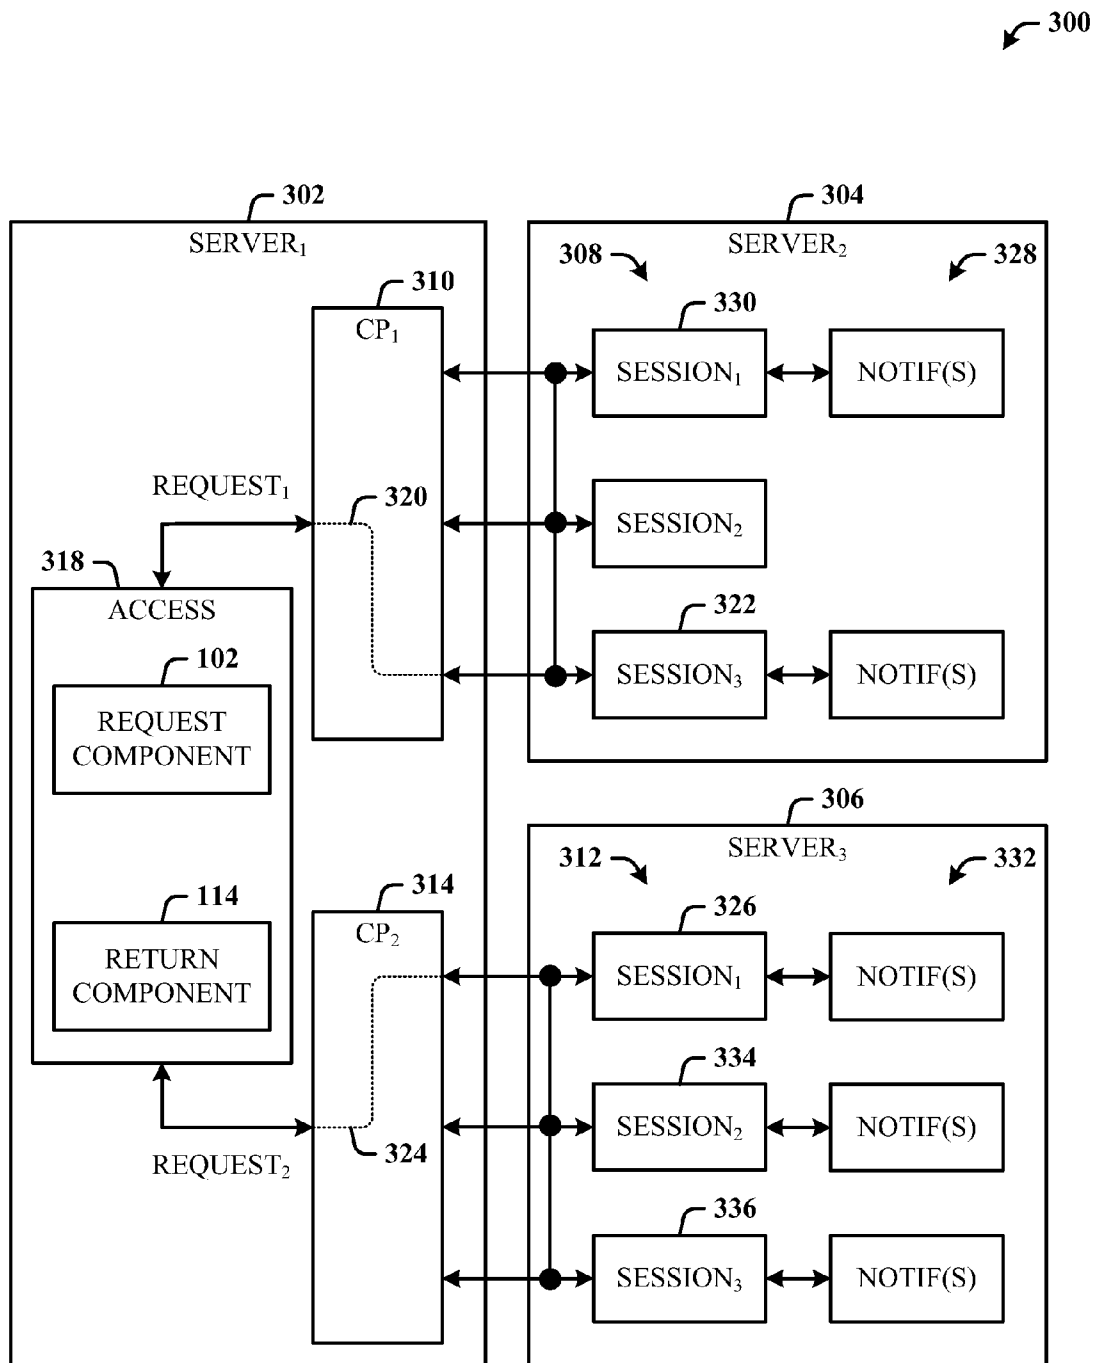 300
302
SERVER₁
304
SERVER₂
308
328
310
CP₁
330
SESSION₁
NOTIF(S)
REQUEST₁
320
SESSION₂
318
ACCESS
322
SESSION₃
NOTIF(S)
102
REQUEST
COMPONENT
306
SERVER₃
312
332
314
CP₂
114
RETURN
COMPONENT
326
SESSION₁
NOTIF(S)
334
SESSION₂
NOTIF(S)
324
REQUEST₂
336
SESSION₃
NOTIF(S)